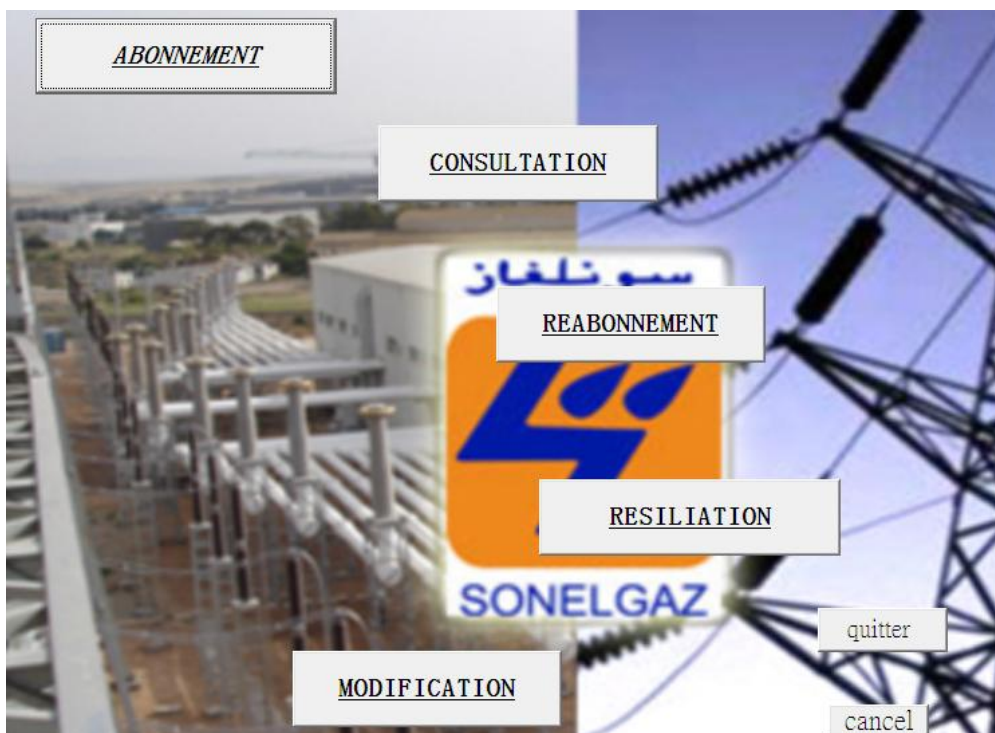 ABONNEMENT
CONSULTATION
سونلغاز
REABONNEMENT
RESILIATION
SONELGAZ
quitter
MODIFICATION
cancel